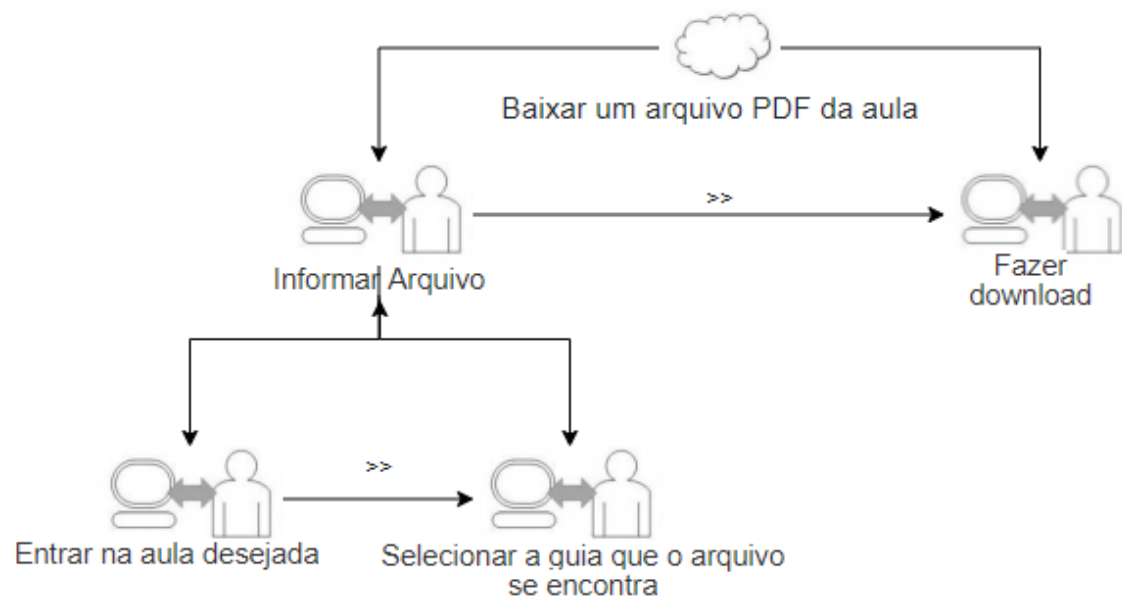 Baixar um arquivo PDF da aula
>>
Informar Arquivo
Fazer
download
>>
Entrar na aula desejada
Selecionar a guia que o arquivo
se encontra